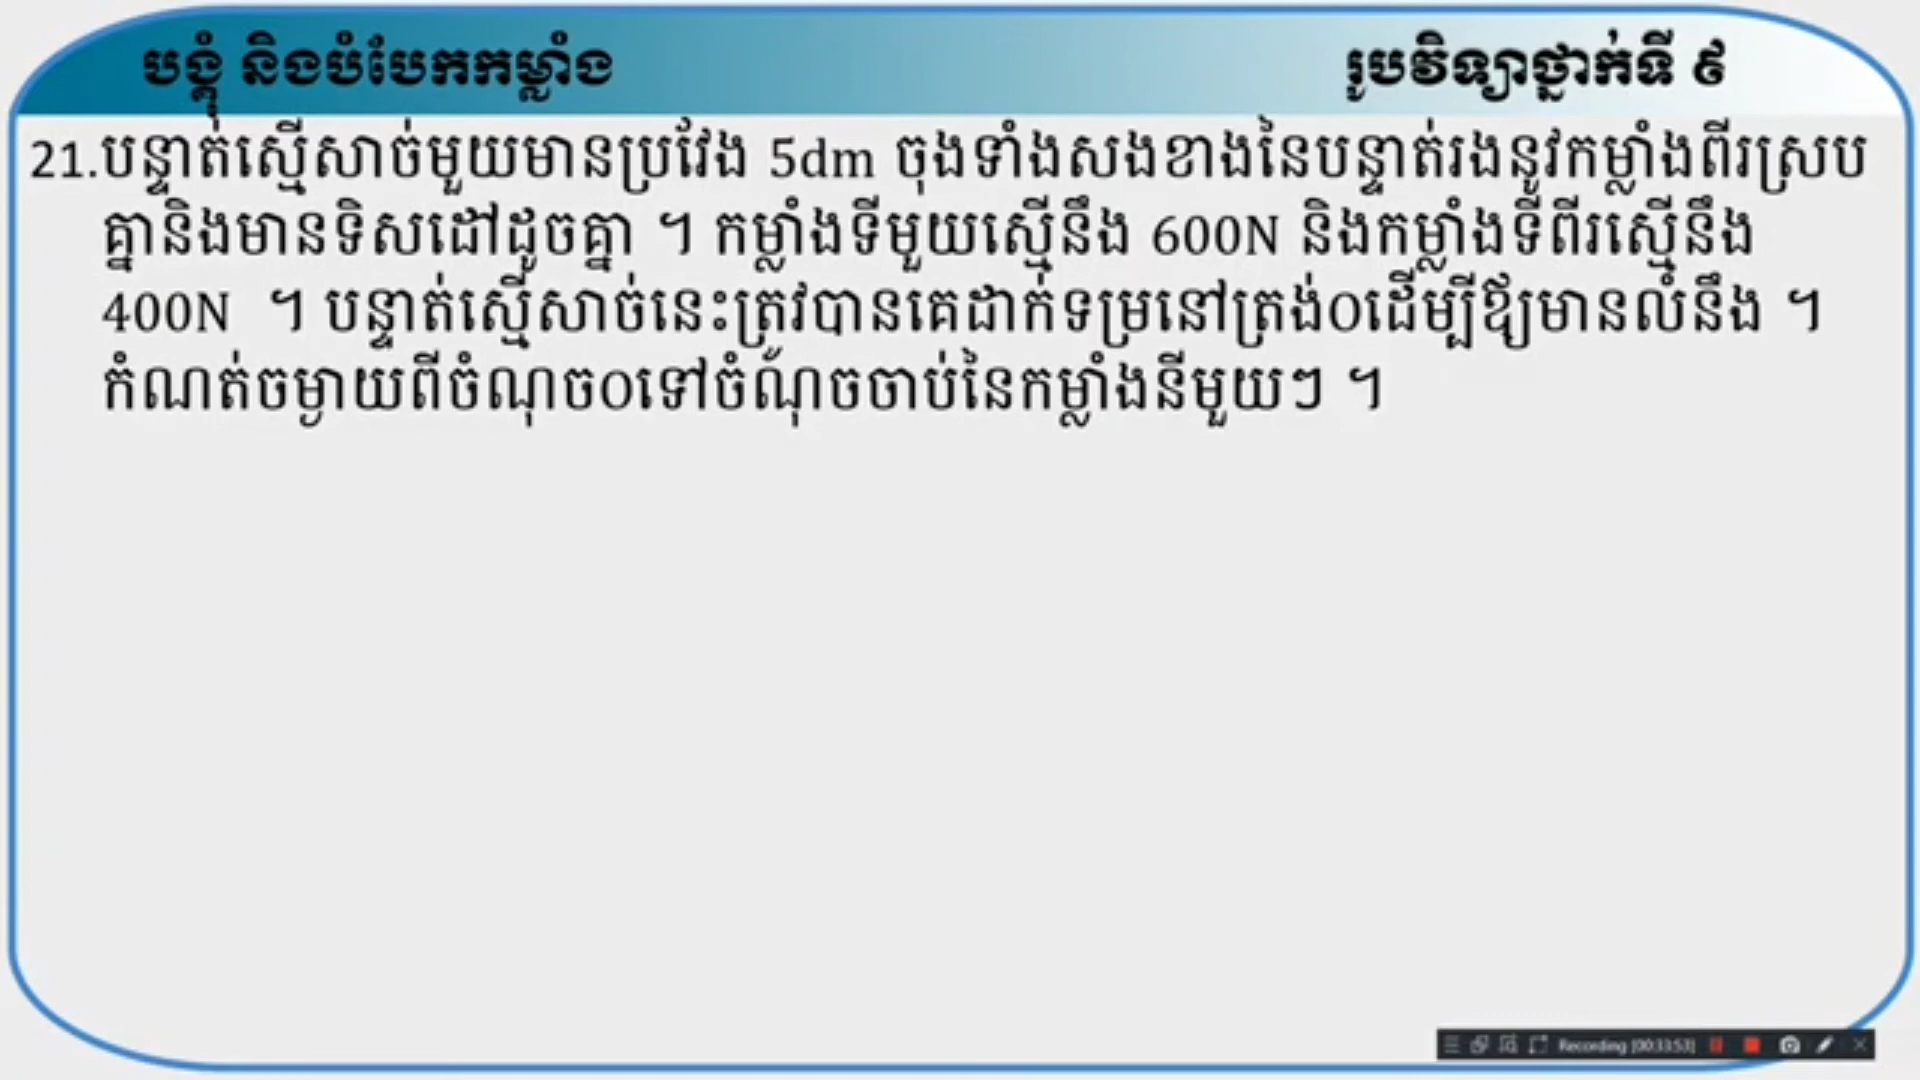 បង្គុំ និងបំបែកកម្លាំង
រូបវិទ្យាថ្នាក់ទី ៩
21.បន្ទាត់ស្មើសាច់មួយមានប្រវែង 5dm ចុងទាំងសងខាងនៃបន្ទាត់រងនូវកម្លាំងពីរស្រប
គ្នានិងមានទិសដៅដូចគ្នា ។ កម្លាំងទីមួយស្មើនឹង 600N និងកម្លាំងទីពីរស្មើនឹង
400N ។ បន្ទាត់ស្មើសាច់នេះត្រូវបានគេដាក់ទម្រនៅត្រង់0ដើម្បីឱ្យមានលំនឹង ។
កំណត់ចម្ងាយពីចំណុច0ទៅចំណុចចាប់នៃកម្លាំងនីមួយៗ ។
Recording [00:33:53]